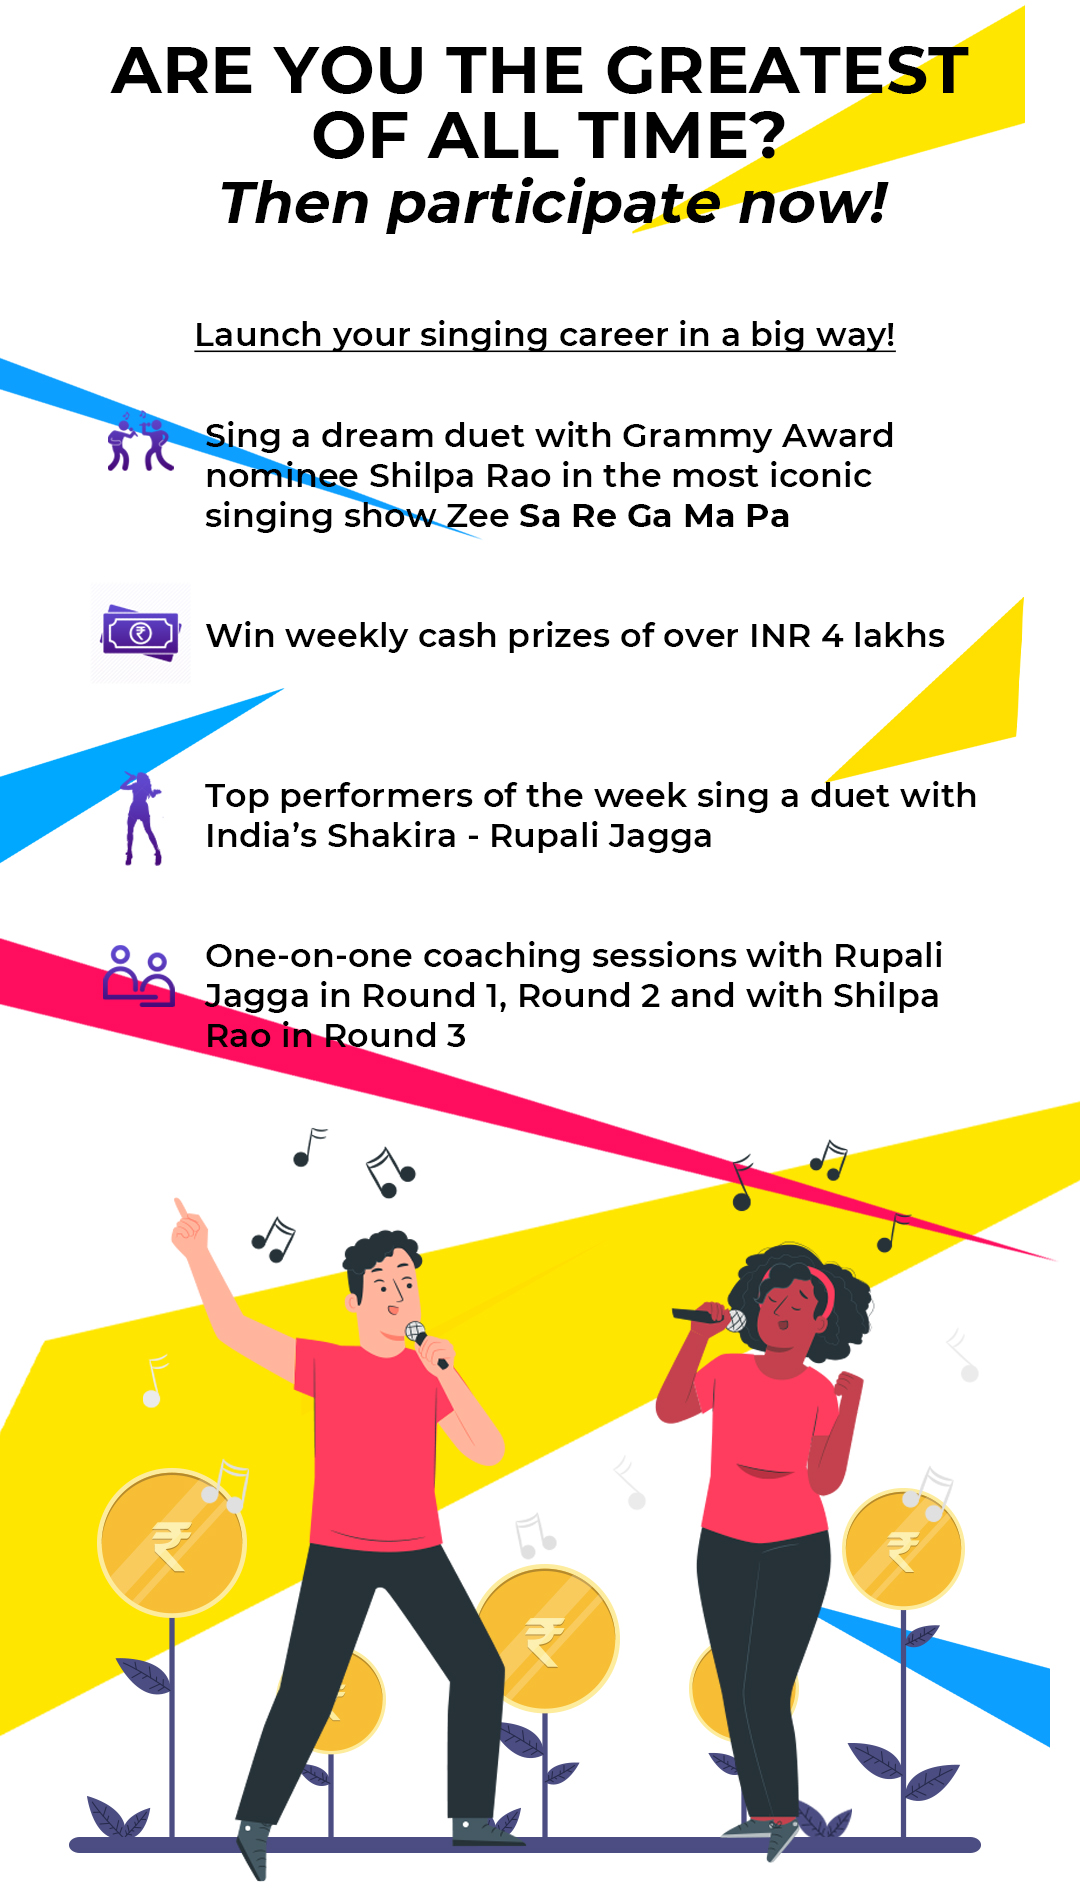 ARE YOU THE GREATEST
OF ALL TIME?
Then participate now!
Launch your singing career in a big way!
Sing a dream duet with Grammy Award
nominee Shilpa Rao in the most iconic
singing show Zee Sa Re Ga Ma Pa
₹
Win weekly cash prizes of over INR 4 lakhs
Top performers of the week sing a duet with
India’s Shakira - Rupali Jagga
One-on-one coaching sessions with Rupali
Jagga in Round 1, Round 2 and with Shilpa
Rao in Round 3
₹
₹
₹
₹